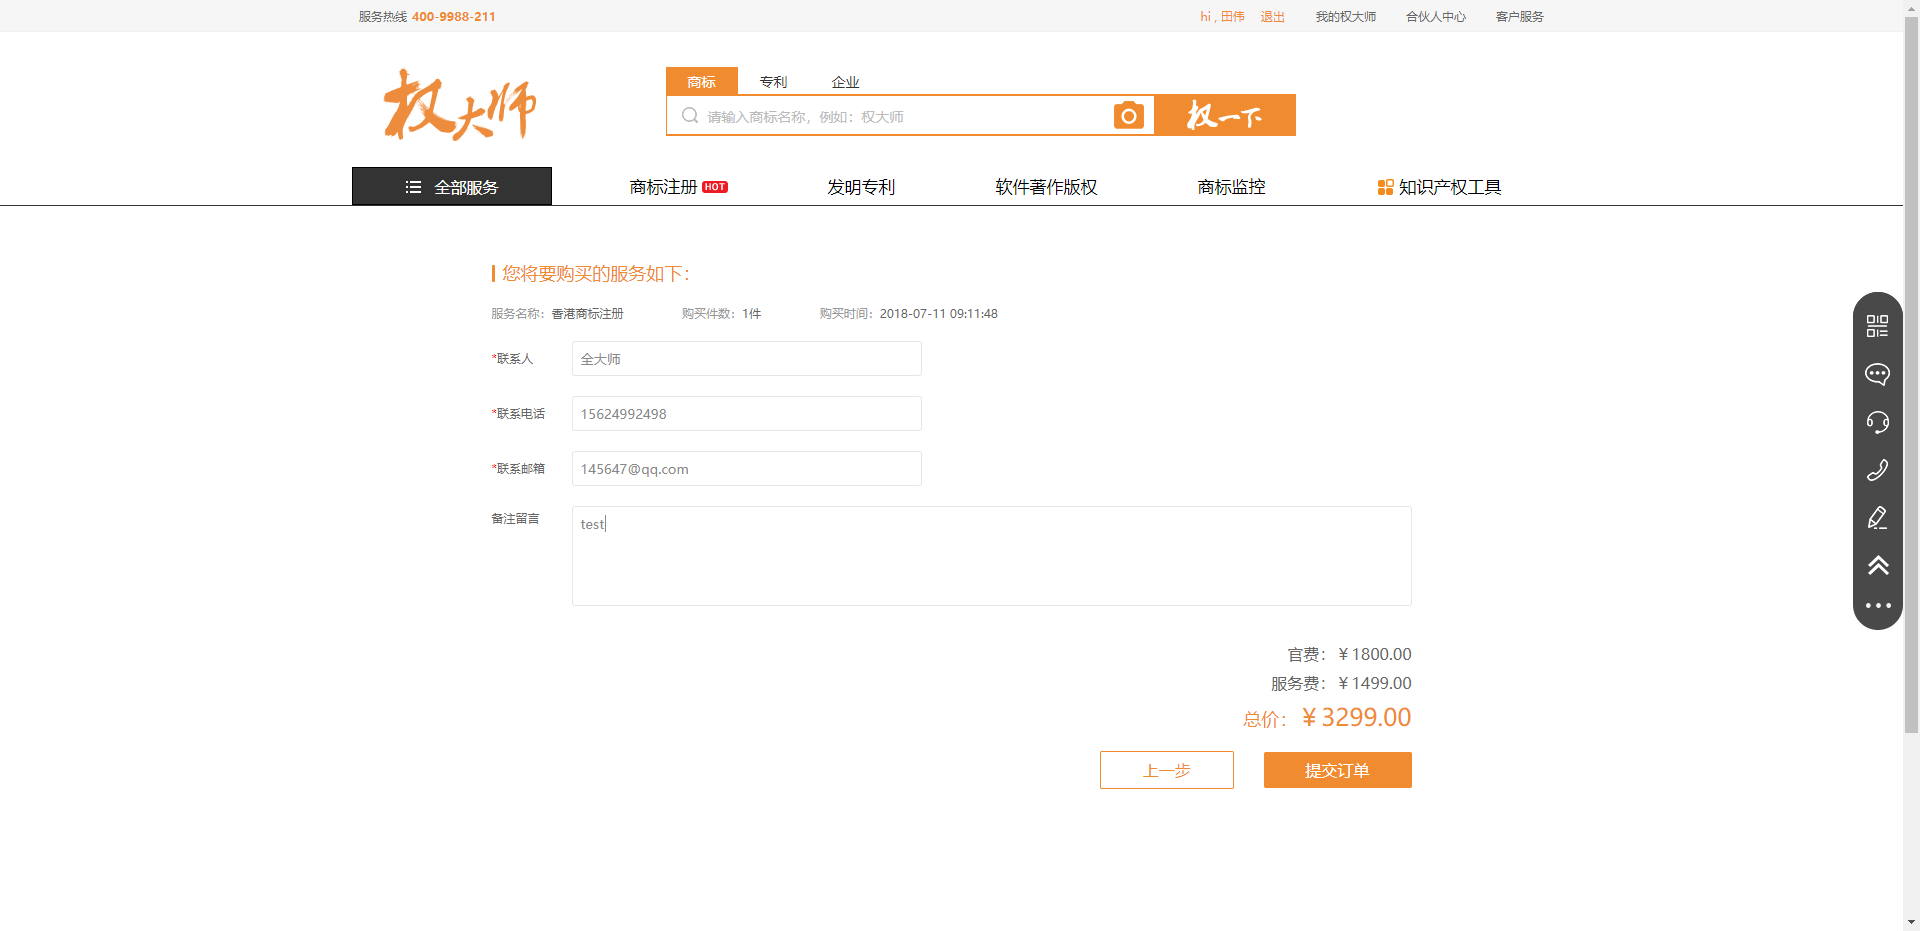 服务热线 400-9988-211
hi , 田伟 退出 我的权大师 合伙人中心 客户服务
权大师
商标 专利 企业
请输入商标名称，例如：权大师
权一下
全部服务 商标注册 HOT 发明专利 软件著作版权 商标监控 知识产权工具
您将要购买的服务如下：
服务名称：香港商标注册 购买件数：1件 购买时间：2018-07-11 09:11:48
*联系人 全大师
*联系电话 15624992498
*联系邮箱 145647@qq.com
备注留言 test
官费：￥1800.00
服务费：￥1499.00
总价：￥3299.00
上一步 提交订单